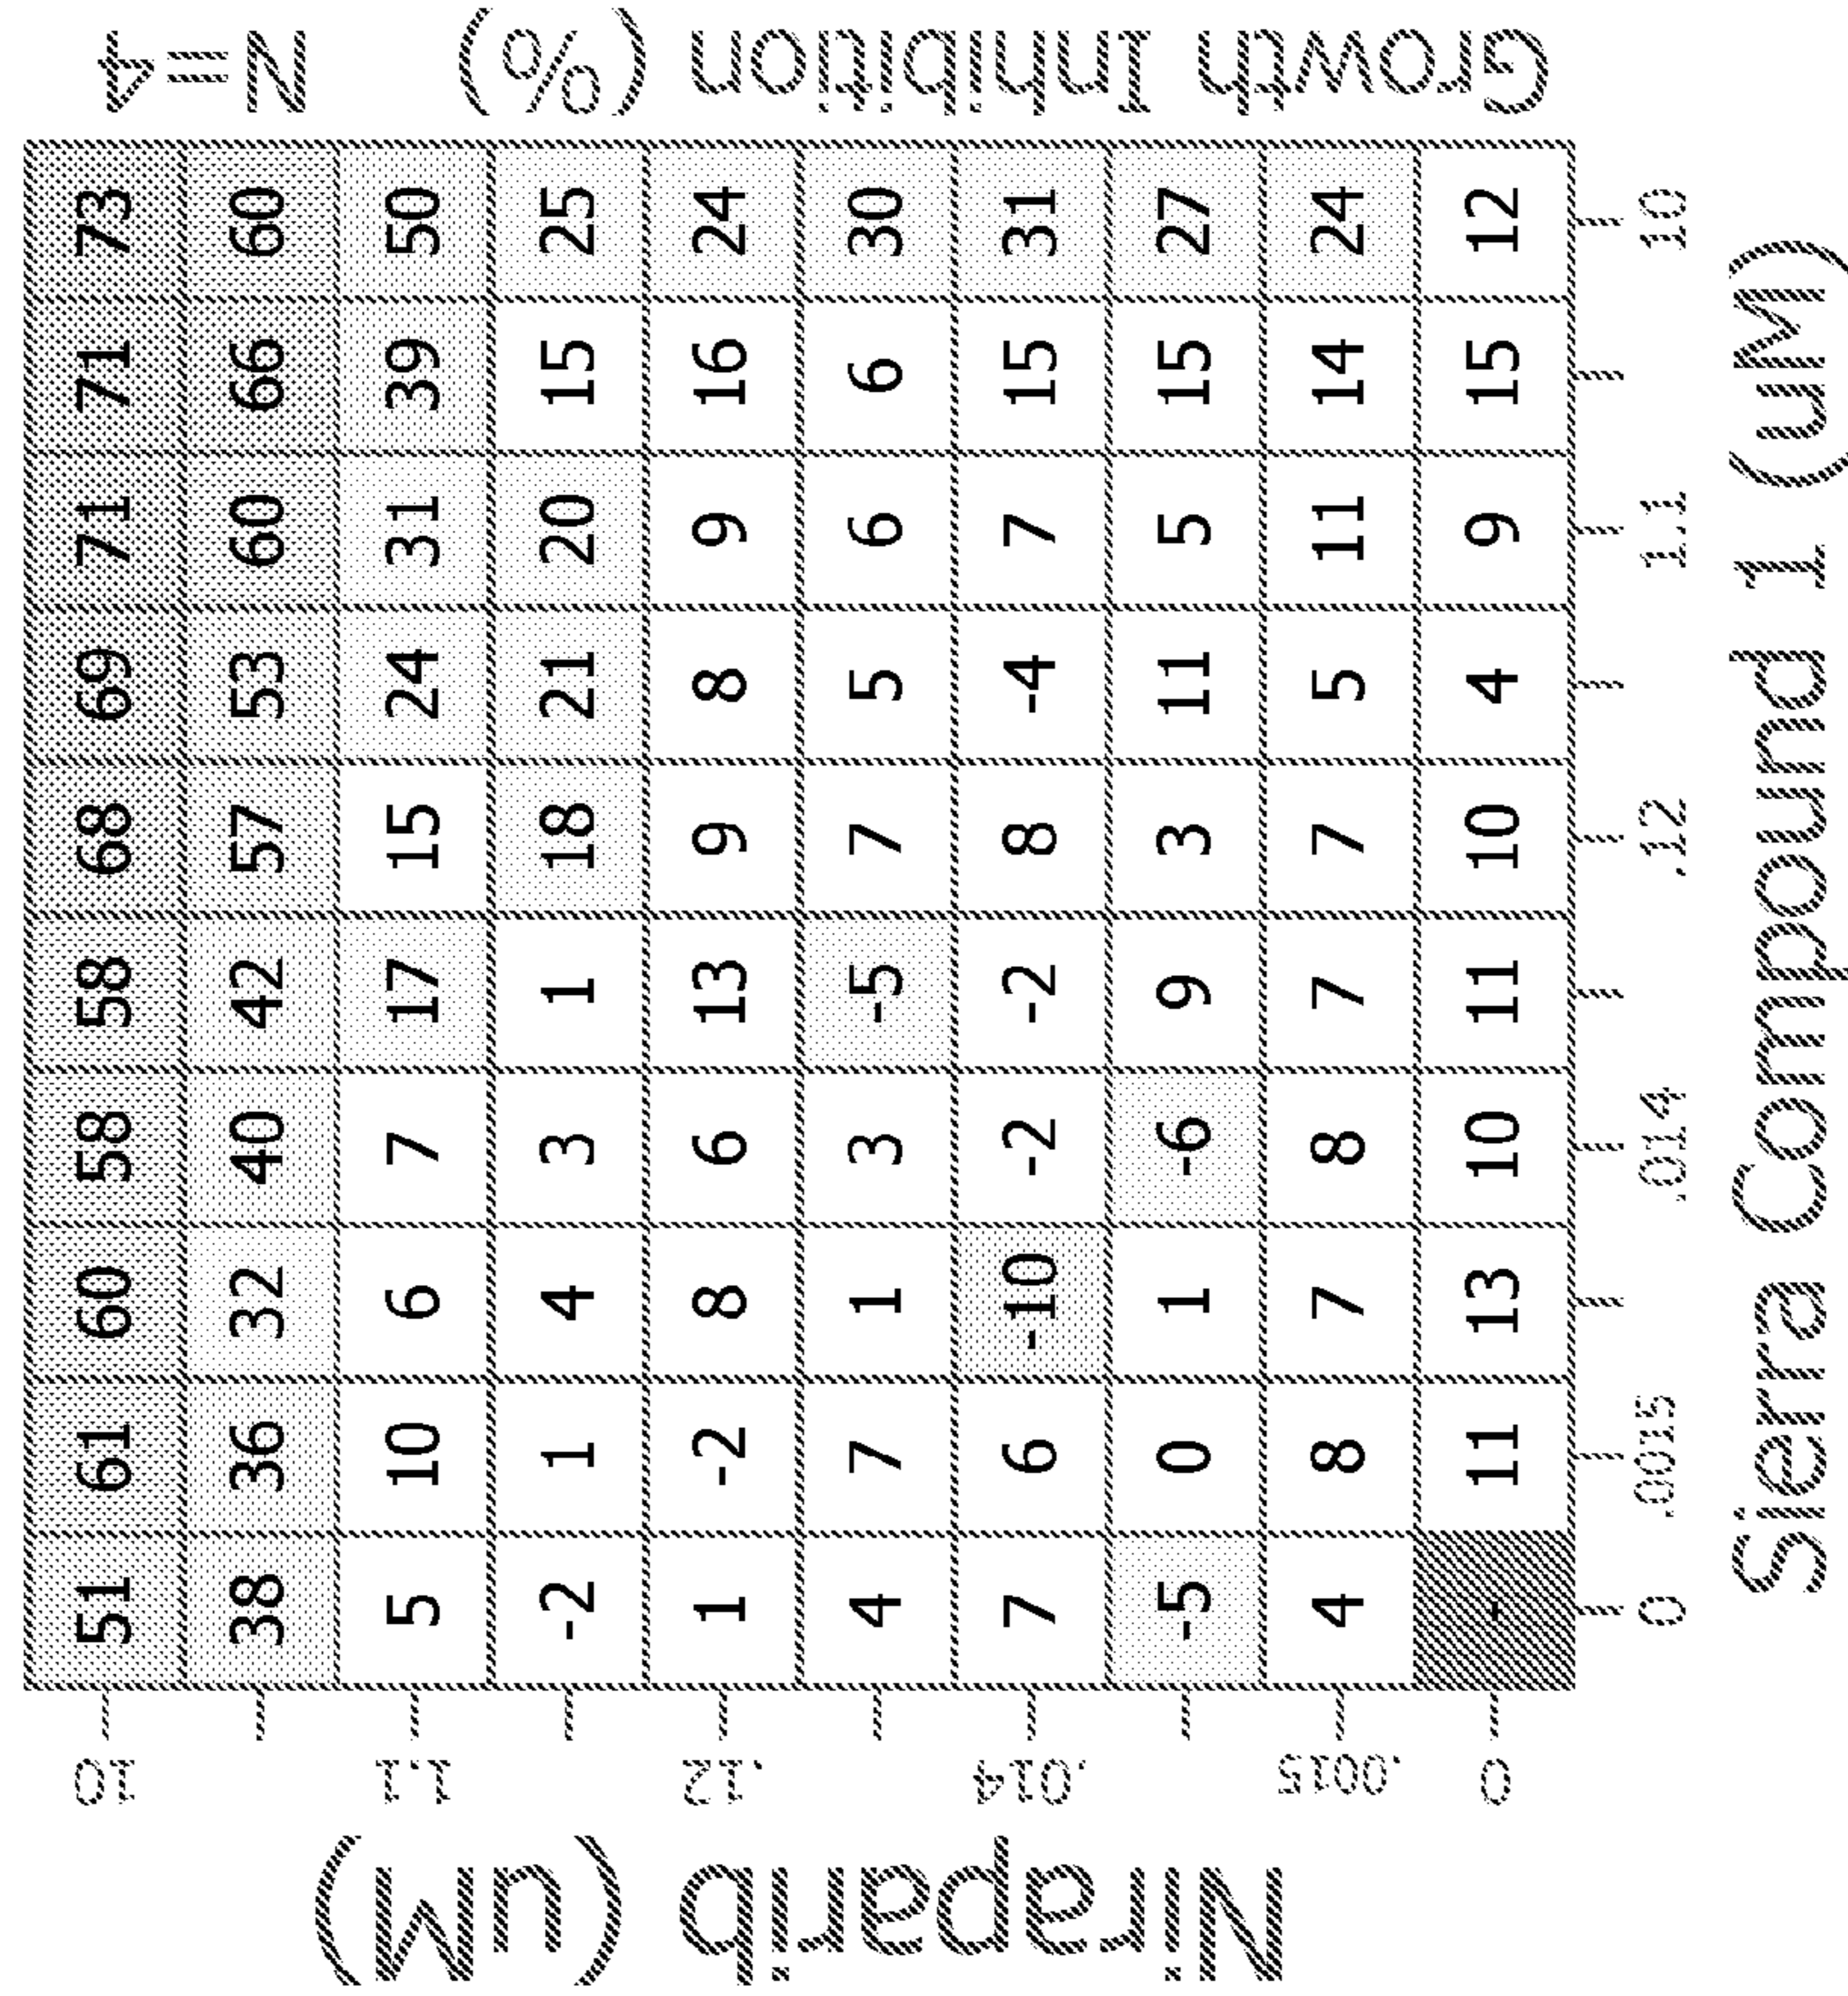 Niraparib (uM)
10 51 61 60 58 58 68 69 71 71 73
38 36 32 40 42 57 53 60 66 60
1.1 5 10 6 7 17 15 24 31 39 50
-2 1 4 3 1 18 21 20 15 25
.12 1 -2 8 6 13 9 8 9 16 24
4 7 1 3 -5 7 5 6 6 30
.014 7 6 -10 -2 -2 8 -4 7 15 31
-5 0 1 -6 9 3 11 5 15 27
.0015 4 8 7 8 7 7 5 11 14 24
0 - 11 13 10 11 10 4 9 15 12
0 .0015 .014 .12 1.1 10
Sierra Compound 1 (uM)
Growth Inhibition (%) N=4